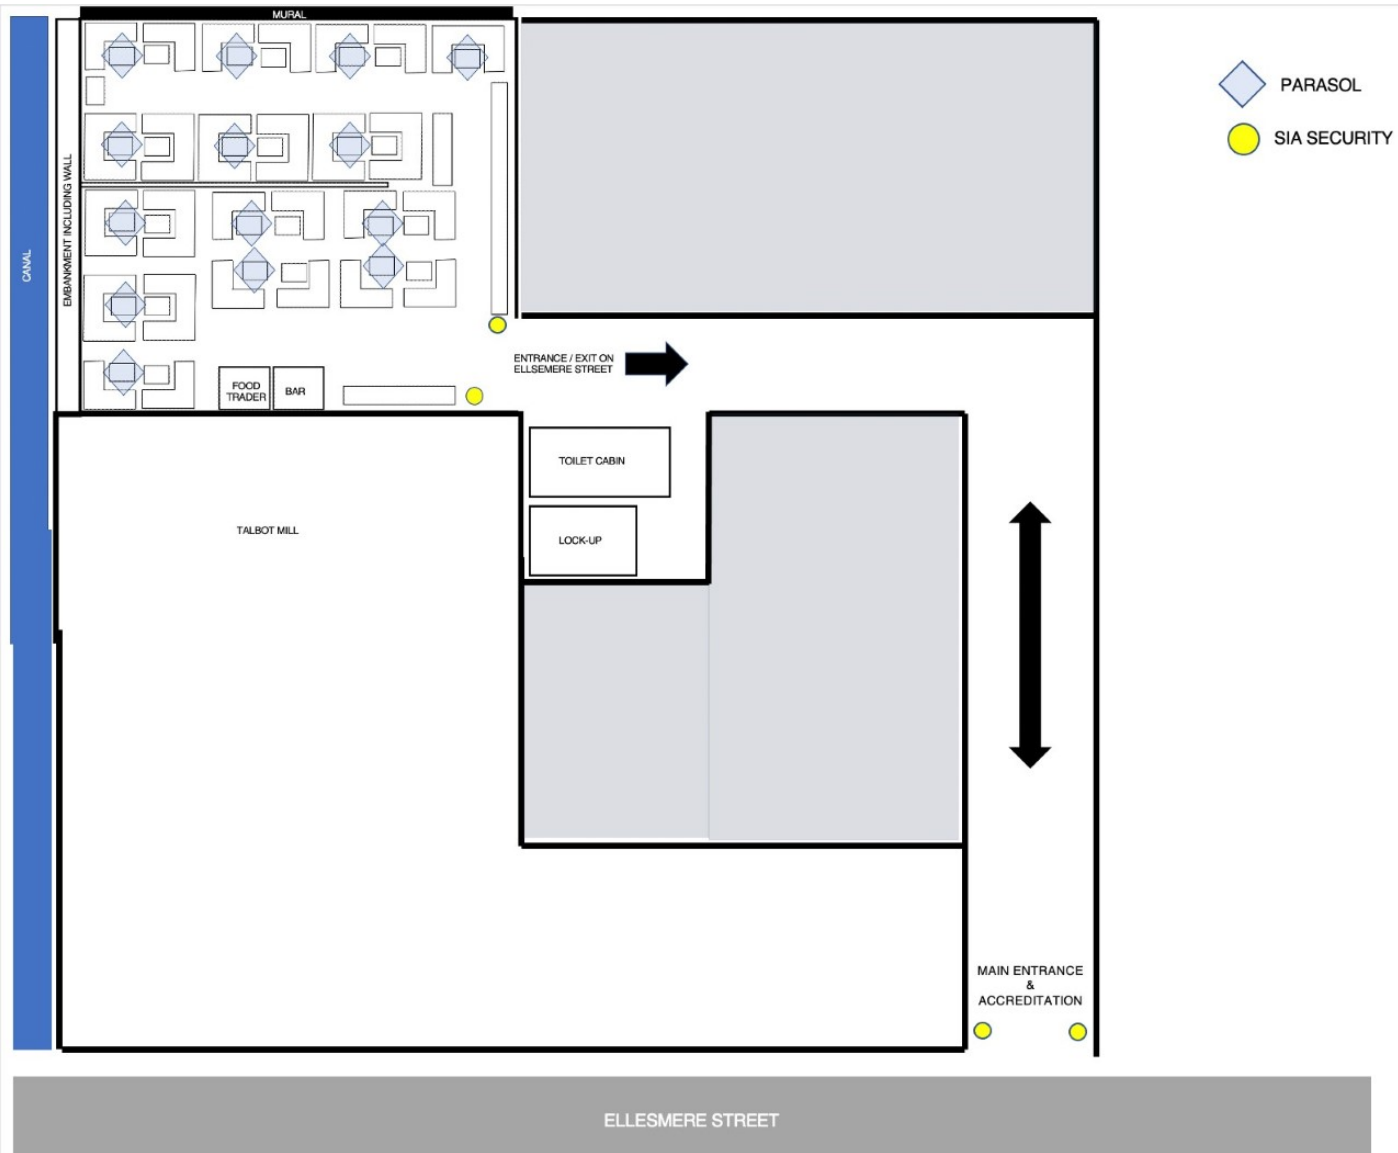 MURAL
PARASOL
SIA SECURITY
EMBANKMENT INCLUDING WALL
CANAL
ENTRANCE / EXIT ON
ELLSEMERE STREET
FOOD
TRADER
BAR
TOILET CABIN
LOCK-UP
TALBOT MILL
MAIN ENTRANCE
&
ACCREDITATION
ELLESMERE STREET